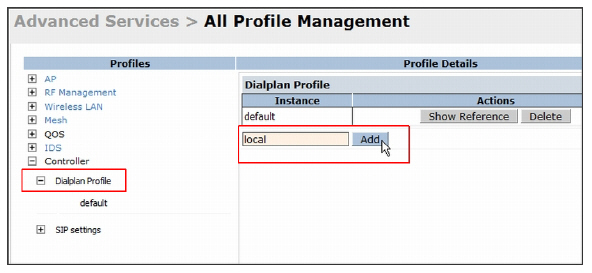 Advanced Services > All Profile Management
Profiles
Profile Details
AP
RF Management
Wireless LAN
Mesh
QOS
IDS
Controller
Dialplan Profile
default
SIP settings
Dialplan Profile
Instance Actions
default Show Reference Delete
local Add